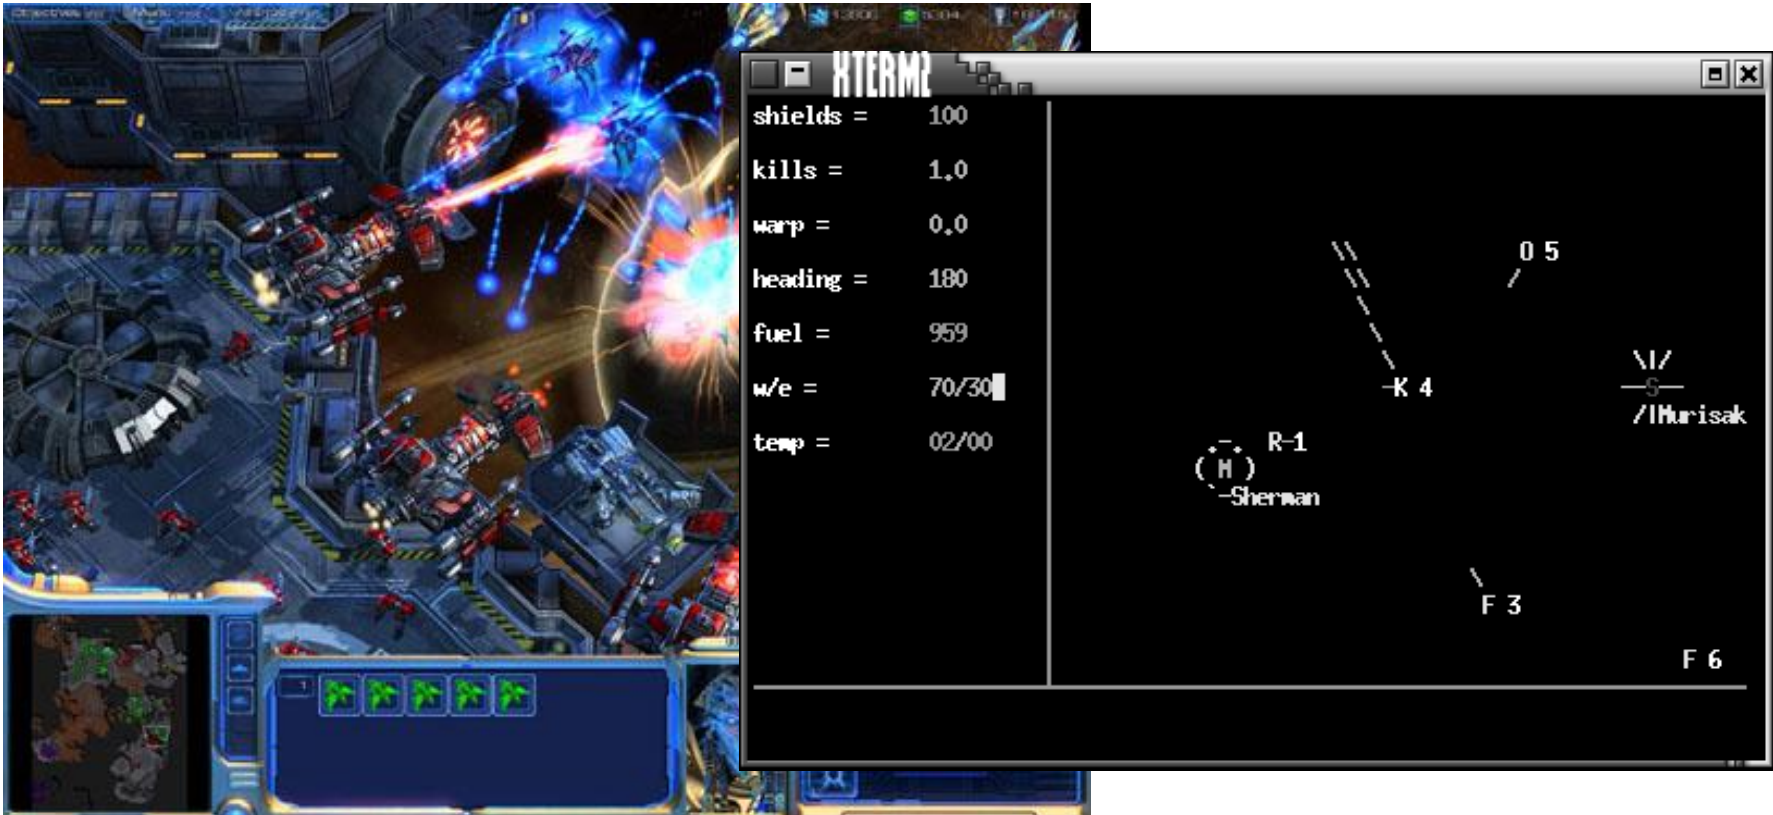 XTERM2
shields = 100
kills = 1.0
warp = 0.0
heading = 180
fuel = 959
w/e = 70/30
temp = 02/00
O 5
K 4
S
Murisak
R-1
M
Sherman
F 3
F 6
1